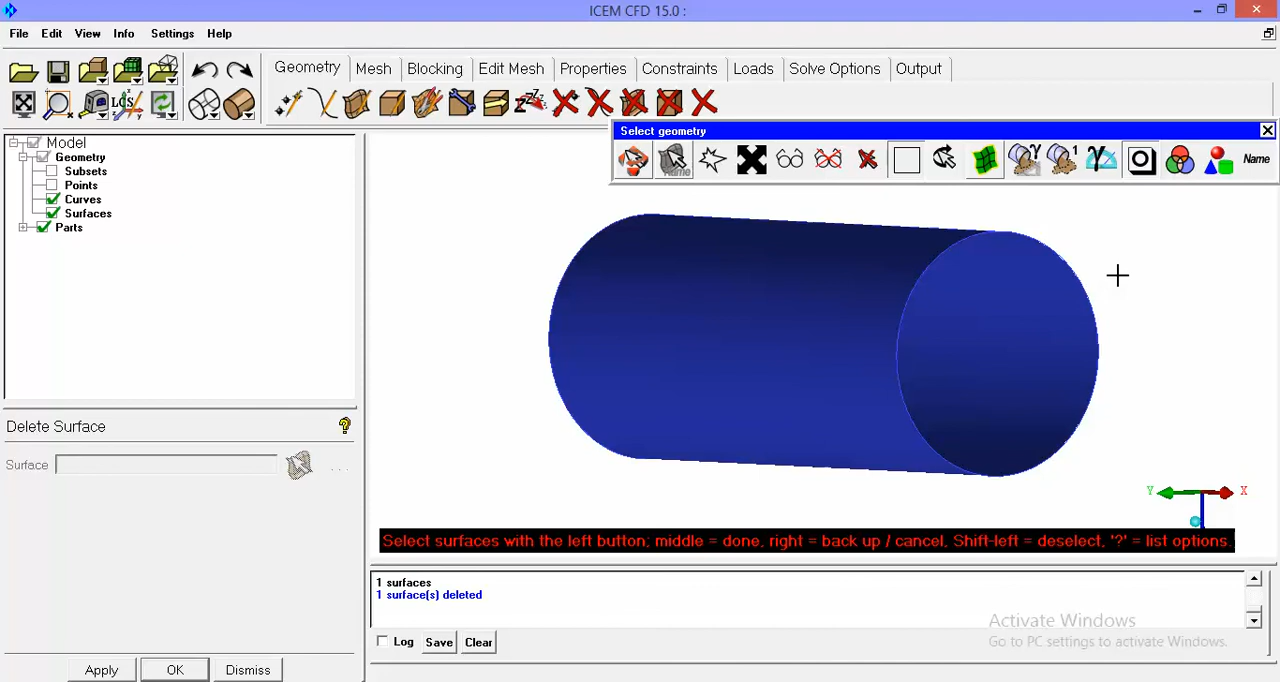 ICEM CFD 15.0 :
File Edit View Info Settings Help
Geometry Mesh Blocking Edit Mesh Properties Constraints Loads Solve Options Output
LCS
Select geometry
Name
Model
Geometry
Subsets
Points
Curves
Surfaces
Parts
Delete Surface
Surface
Y X
Select surfaces with the left button; middle = done, right = back up / cancel, Shift-left = deselect, '?' = list options.
1 surfaces
1 surface(s) deleted
Activate Windows
Go to PC settings to activate Windows.
Log Save Clear
Apply OK Dismiss